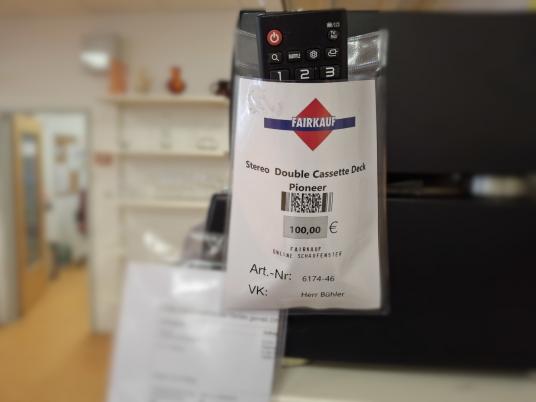 1 2 3
FAIRKAUF
Stereo Double Cassette Deck
Pioneer
100,00 €
FAIRKAUF
ONLINE SCHAUFENSTER
Art.-Nr: 6174-46
VK: Herr Bühler